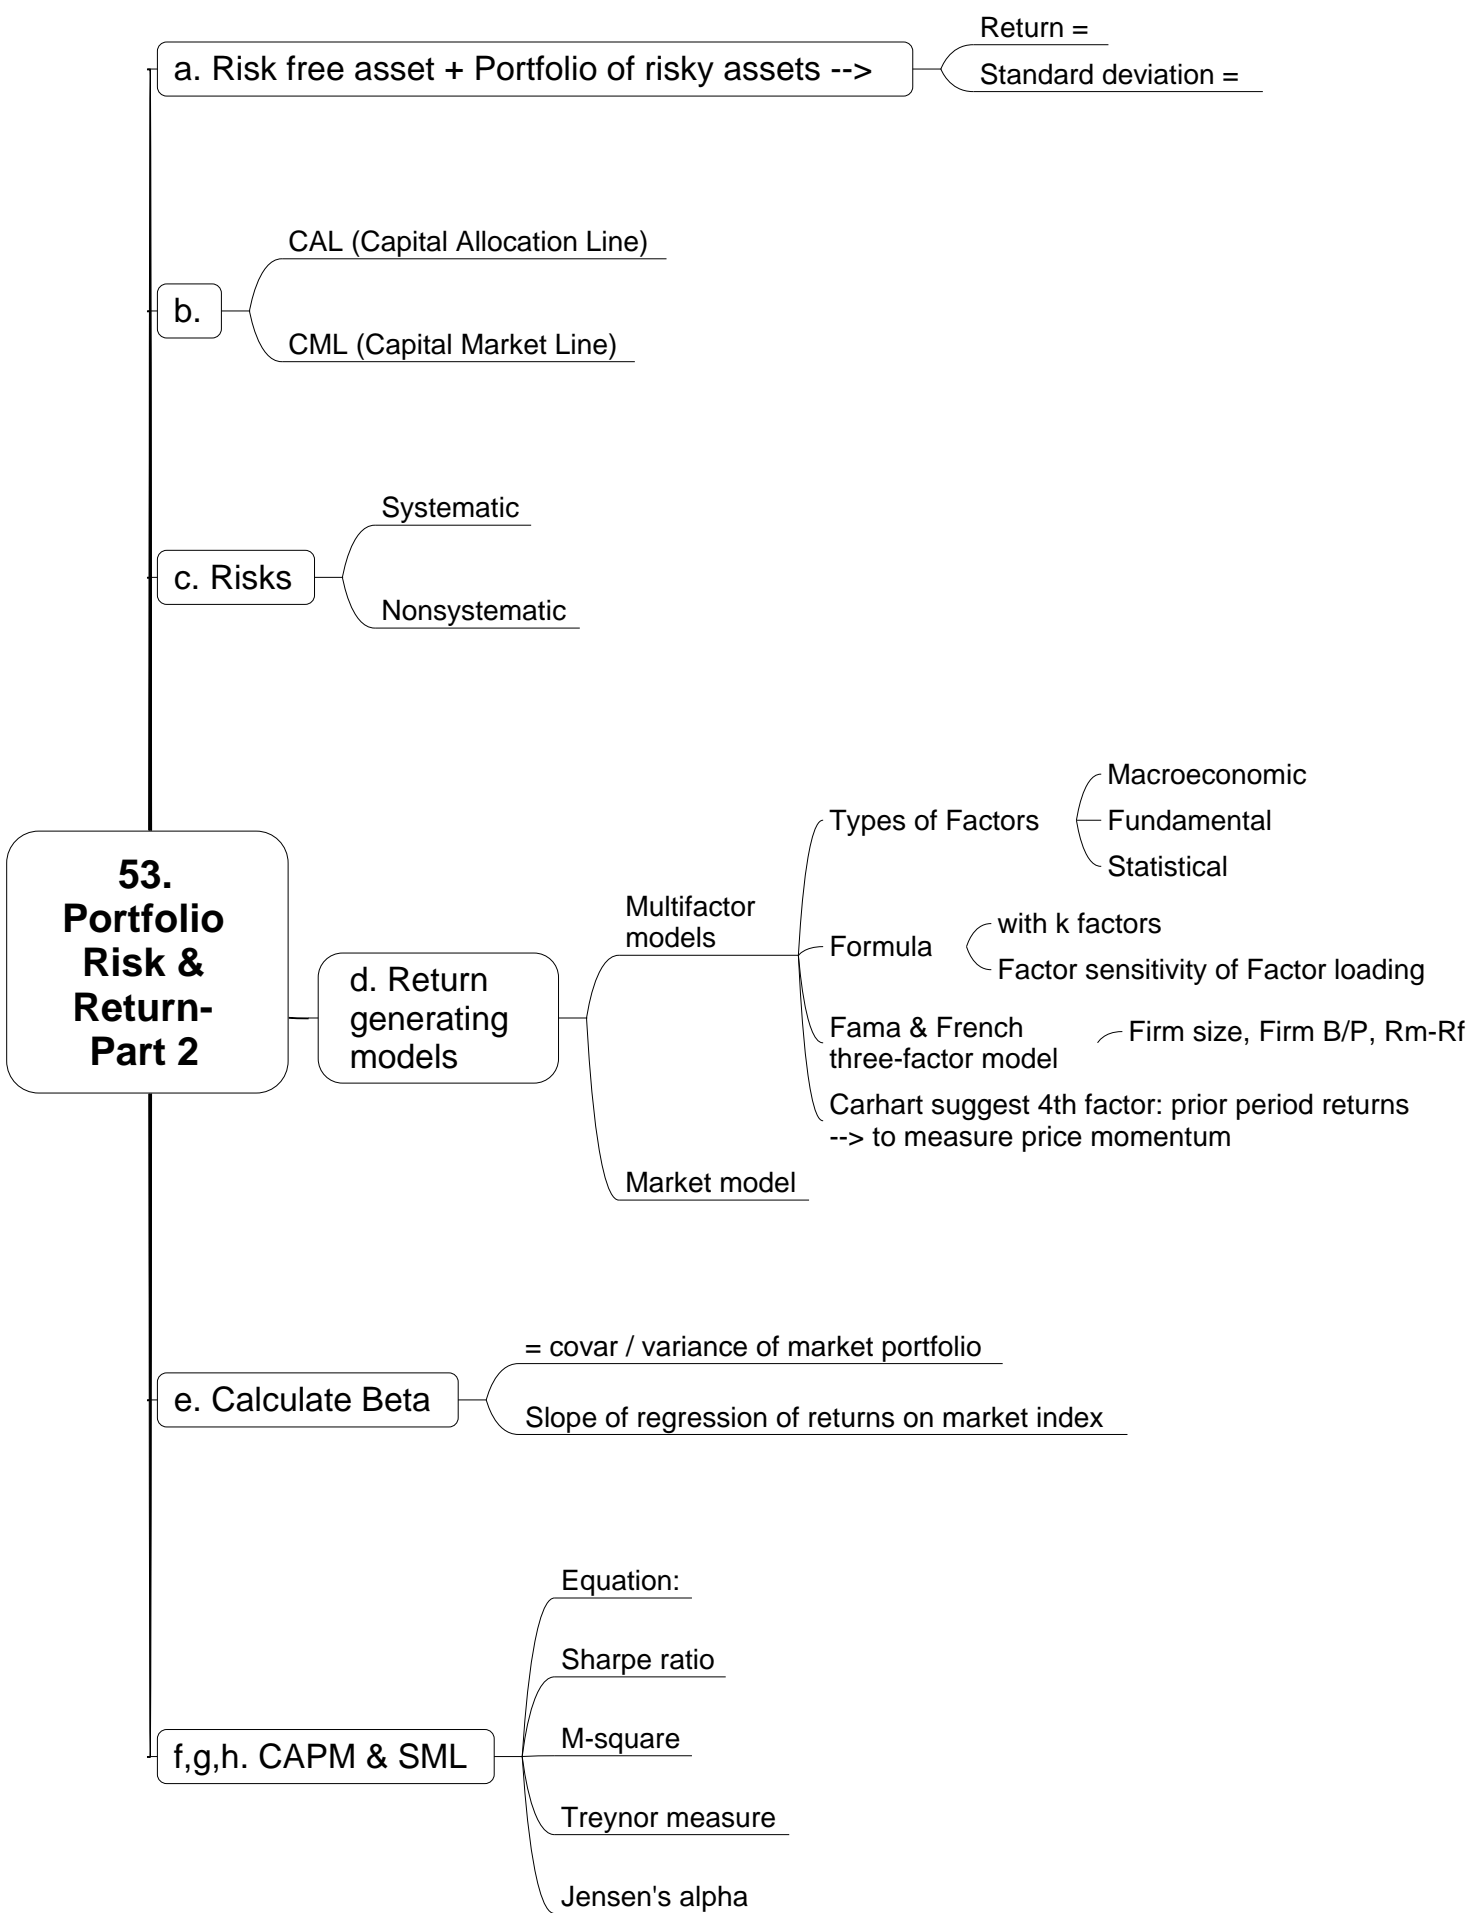 Return =
a. Risk free asset + Portfolio of risky assets -->
Standard deviation =
CAL (Capital Allocation Line)
b.
CML (Capital Market Line)
Systematic
c. Risks
Nonsystematic
53.
Portfolio
Risk &
Return-
Part 2
d. Return
generating
models
Multifactor
models
Types of Factors
Macroeconomic
Fundamental
Statistical
Formula
with k factors
Factor sensitivity of Factor loading
Fama & French
three-factor model
Firm size, Firm B/P, Rm-Rf
Carhart suggest 4th factor: prior period returns
--> to measure price momentum
Market model
= covar / variance of market portfolio
e. Calculate Beta
Slope of regression of returns on market index
Equation:
Sharpe ratio
M-square
f,g,h. CAPM & SML
Treynor measure
Jensen's alpha